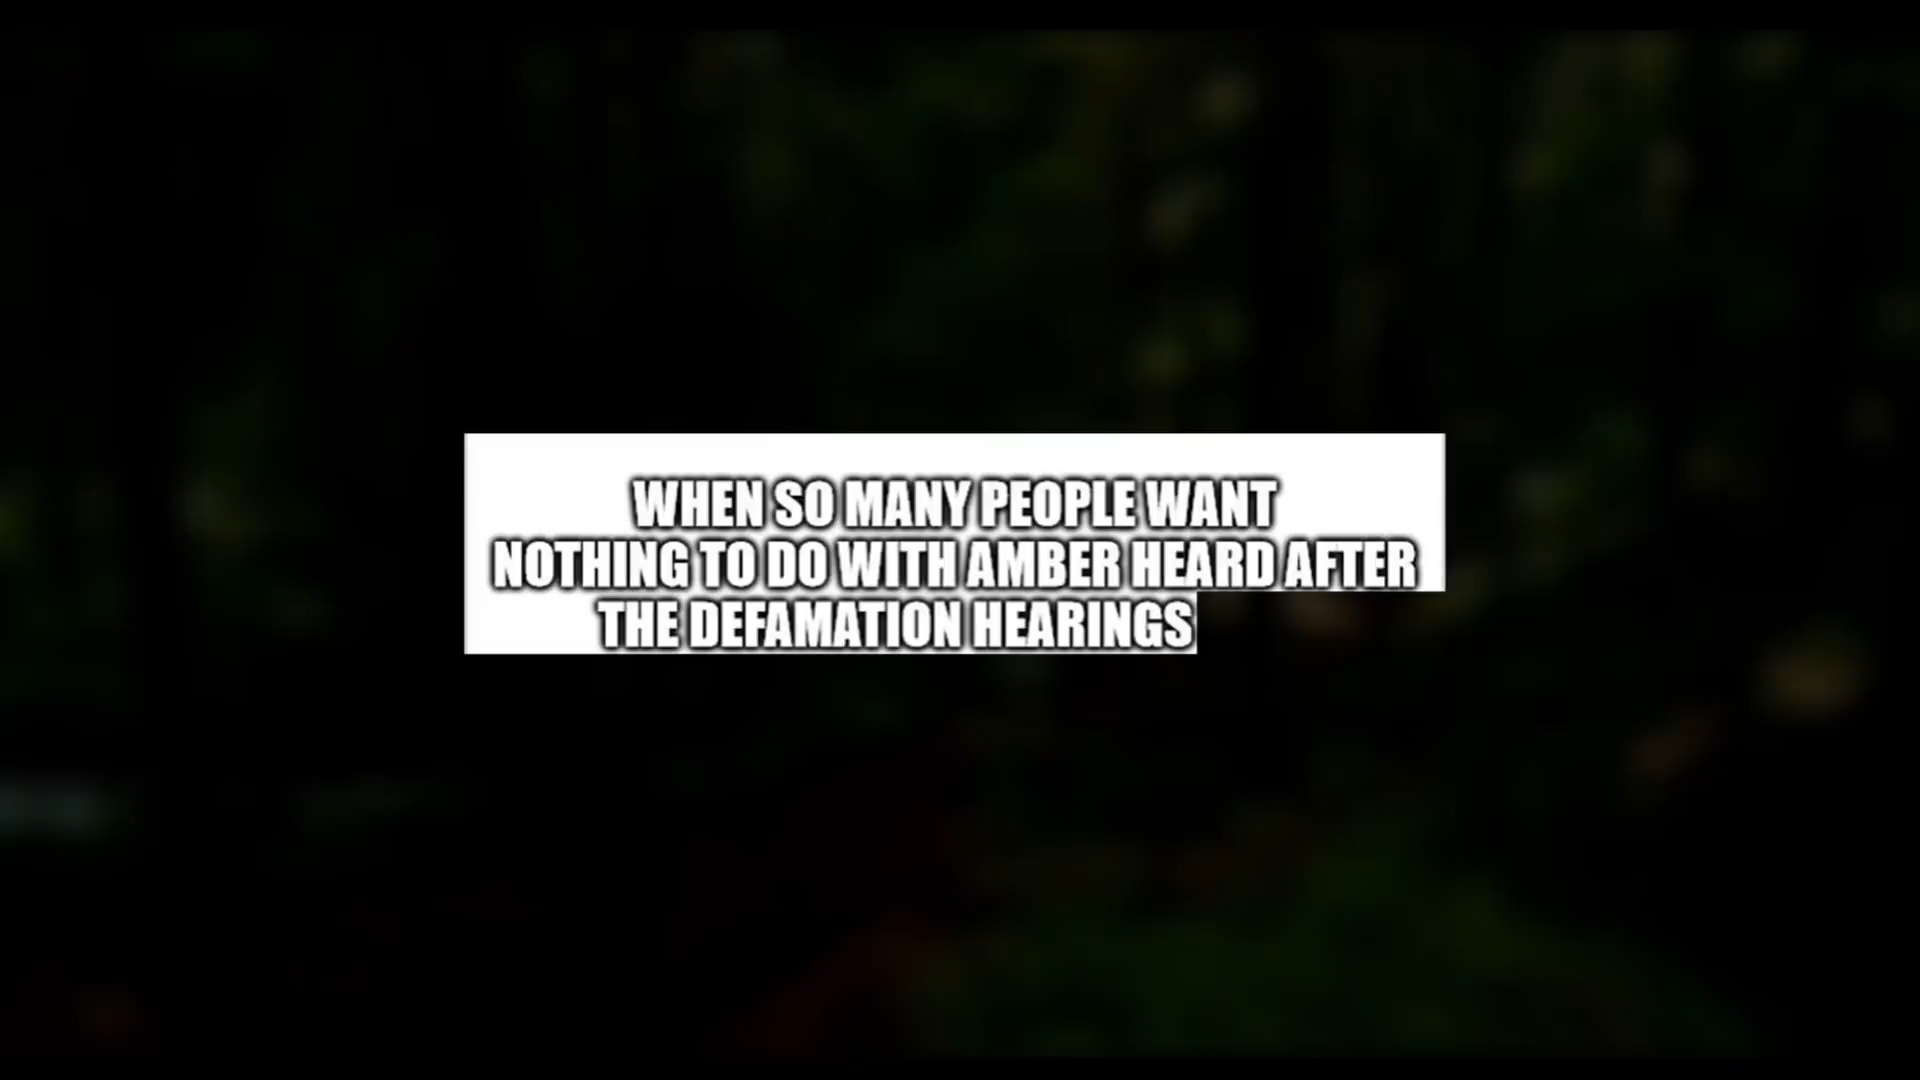 WHEN SO MANY PEOPLE WANT
NOTHING TO DO WITH AMBER HEARD AFTER
THE DEFAMATION HEARINGS